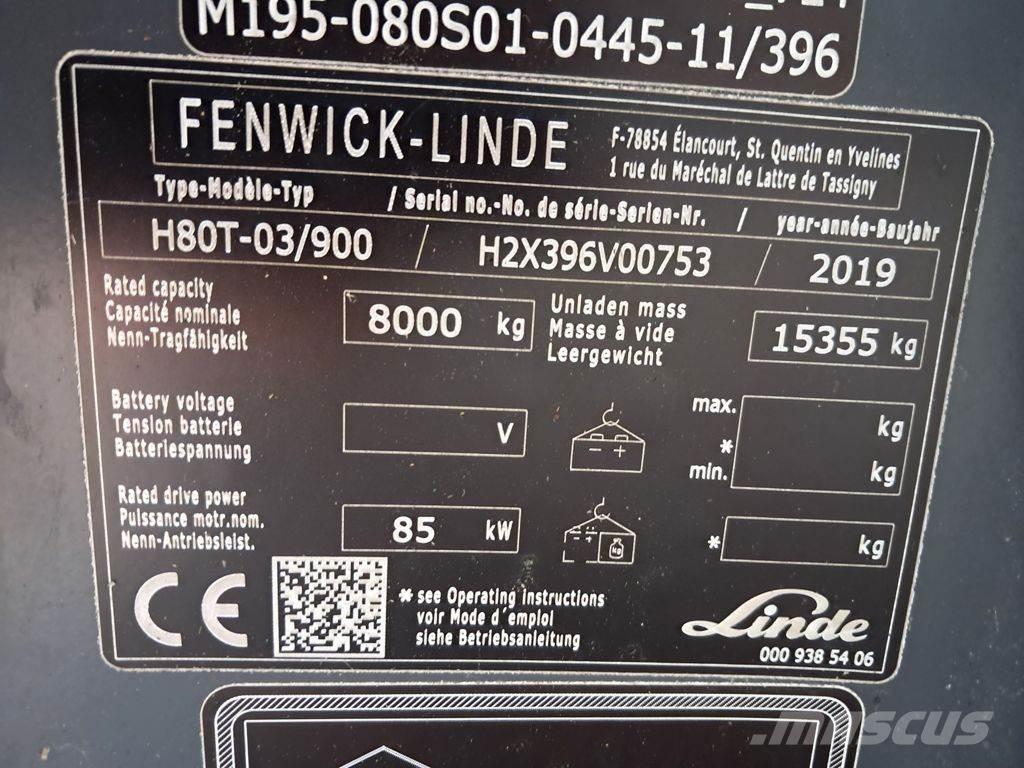 M195-080S01-0445-11/396
FENWICK-LINDE
F-78854 Élancourt, St. Quentin en Yvelines
1 rue du Maréchal de Lattre de Tassigny
Type-Modèle-Typ / Serial no.-No. de série-Serien-Nr. / year-année-Baujahr
H80T-03/900 / H2X396V00753 / 2019
Rated capacity
Capacité nominale
Nenn-Tragfähigkeit
8000 kg
Unladen mass
Masse à vide
Leergewicht
15355 kg
Battery voltage
Tension batterie
Batteriespannung
V
max. kg
*
min. kg
Rated drive power
Puissance motr.nom.
Nenn-Antriebsleist.
85 kW
kg
* kg
CE
* see Operating instructions
voir Mode d´emploi
siehe Betriebsanleitung
Linde
000 938 54 06
mascus